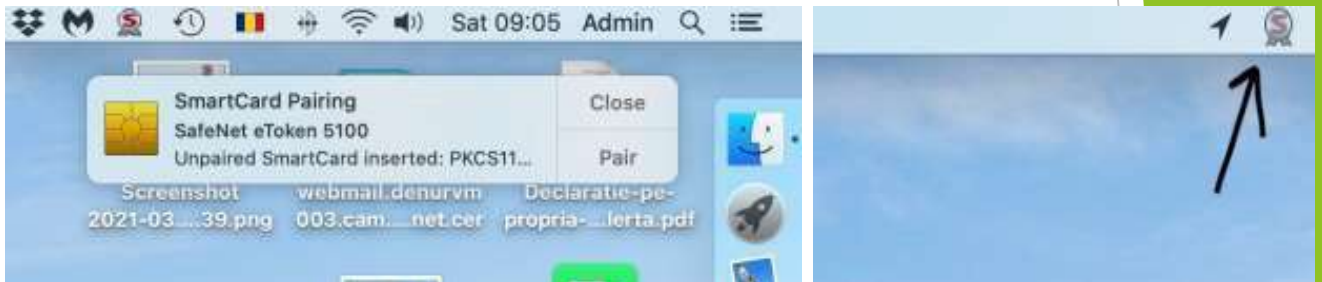 Sat 09:05 Admin
SmartCard Pairing
SafeNet eToken 5100
Unpaired SmartCard inserted: PKCS11...
Close
Pair
Screenshot
2021-03....39.png
webmail.denurvm
003.cam....net.cer
Declaratie-pe-
propria-...lerta.pdf